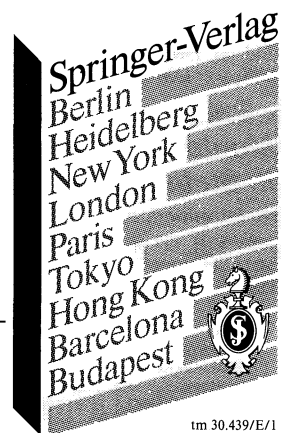 Springer-Verlag
Berlin
Heidelberg
New York
London
Paris
Tokyo
Hong Kong
Barcelona
Budapest
tm 30.439/E/1